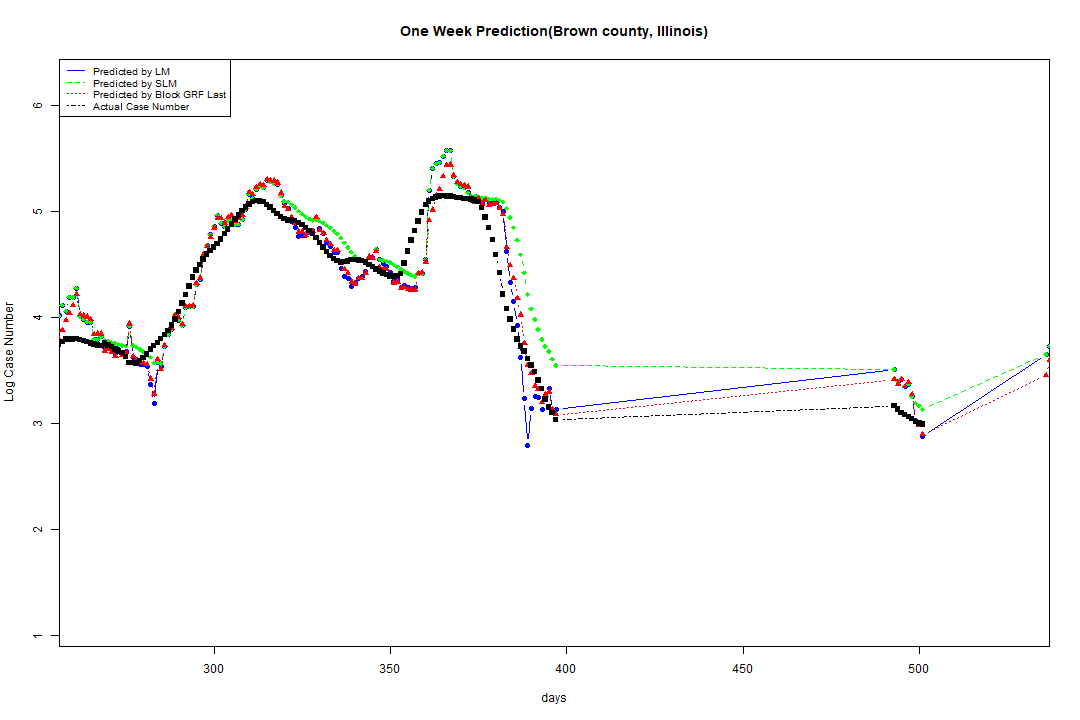 One Week Prediction(Brown county, Illinois)
Predicted by LM
Predicted by SLM
Predicted by Block GRF Last
Actual Case Number
6
5
4
3
2
1
Log Case Number
300 350 400 450 500
days